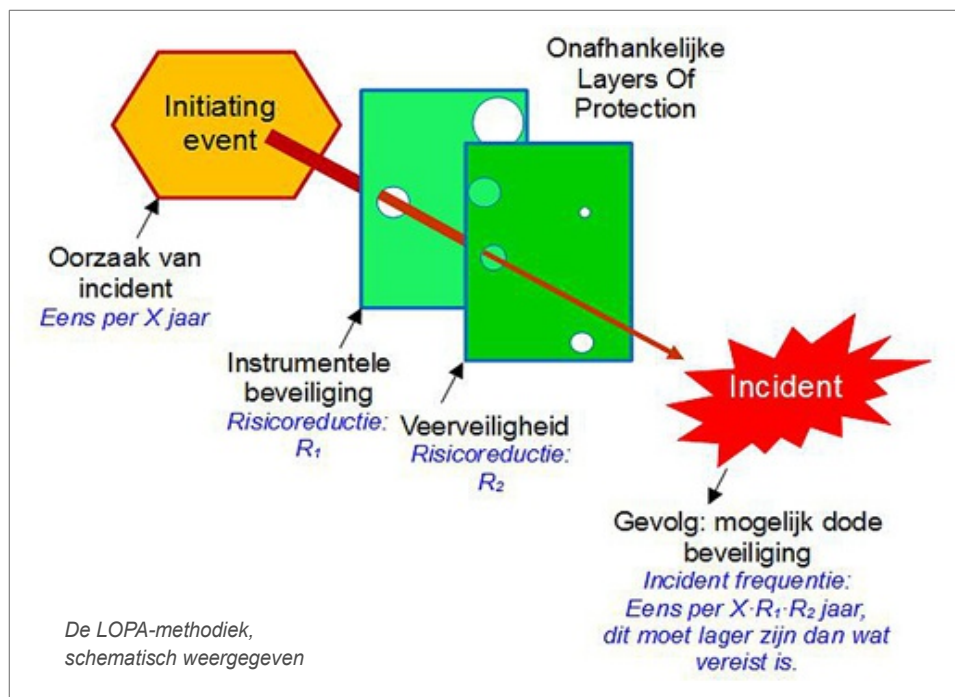 Onafhankelijke
Layers Of
Protection
Initiating
event
Oorzaak van
incident
Eens per X jaar
Instrumentele
beveiliging
Risicoreductie:
R₁
Veerveiligheid
Risicoreductie:
R₂
Incident
Gevolg: mogelijk dode
beveiliging
Incident frequentie:
Eens per X·R₁·R₂ jaar,
dit moet lager zijn dan wat
vereist is.
De LOPA-methodiek,
schematisch weergegeven